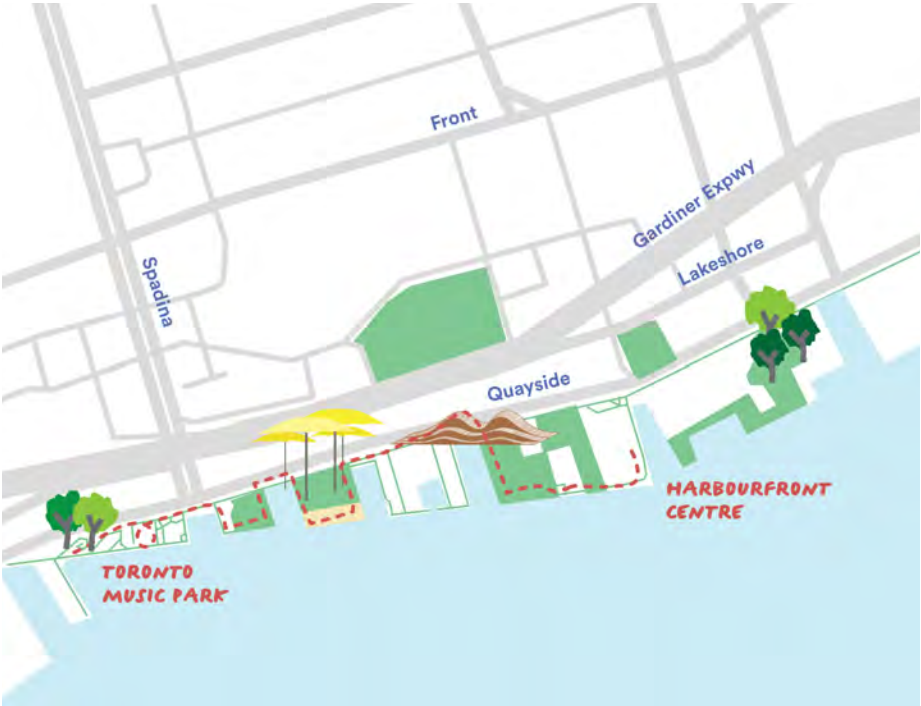 Front
Gardiner Expwy
Lakeshore
Spadina
Quayside
HARBOURFRONT
CENTRE
TORONTO
MUSIC PARK